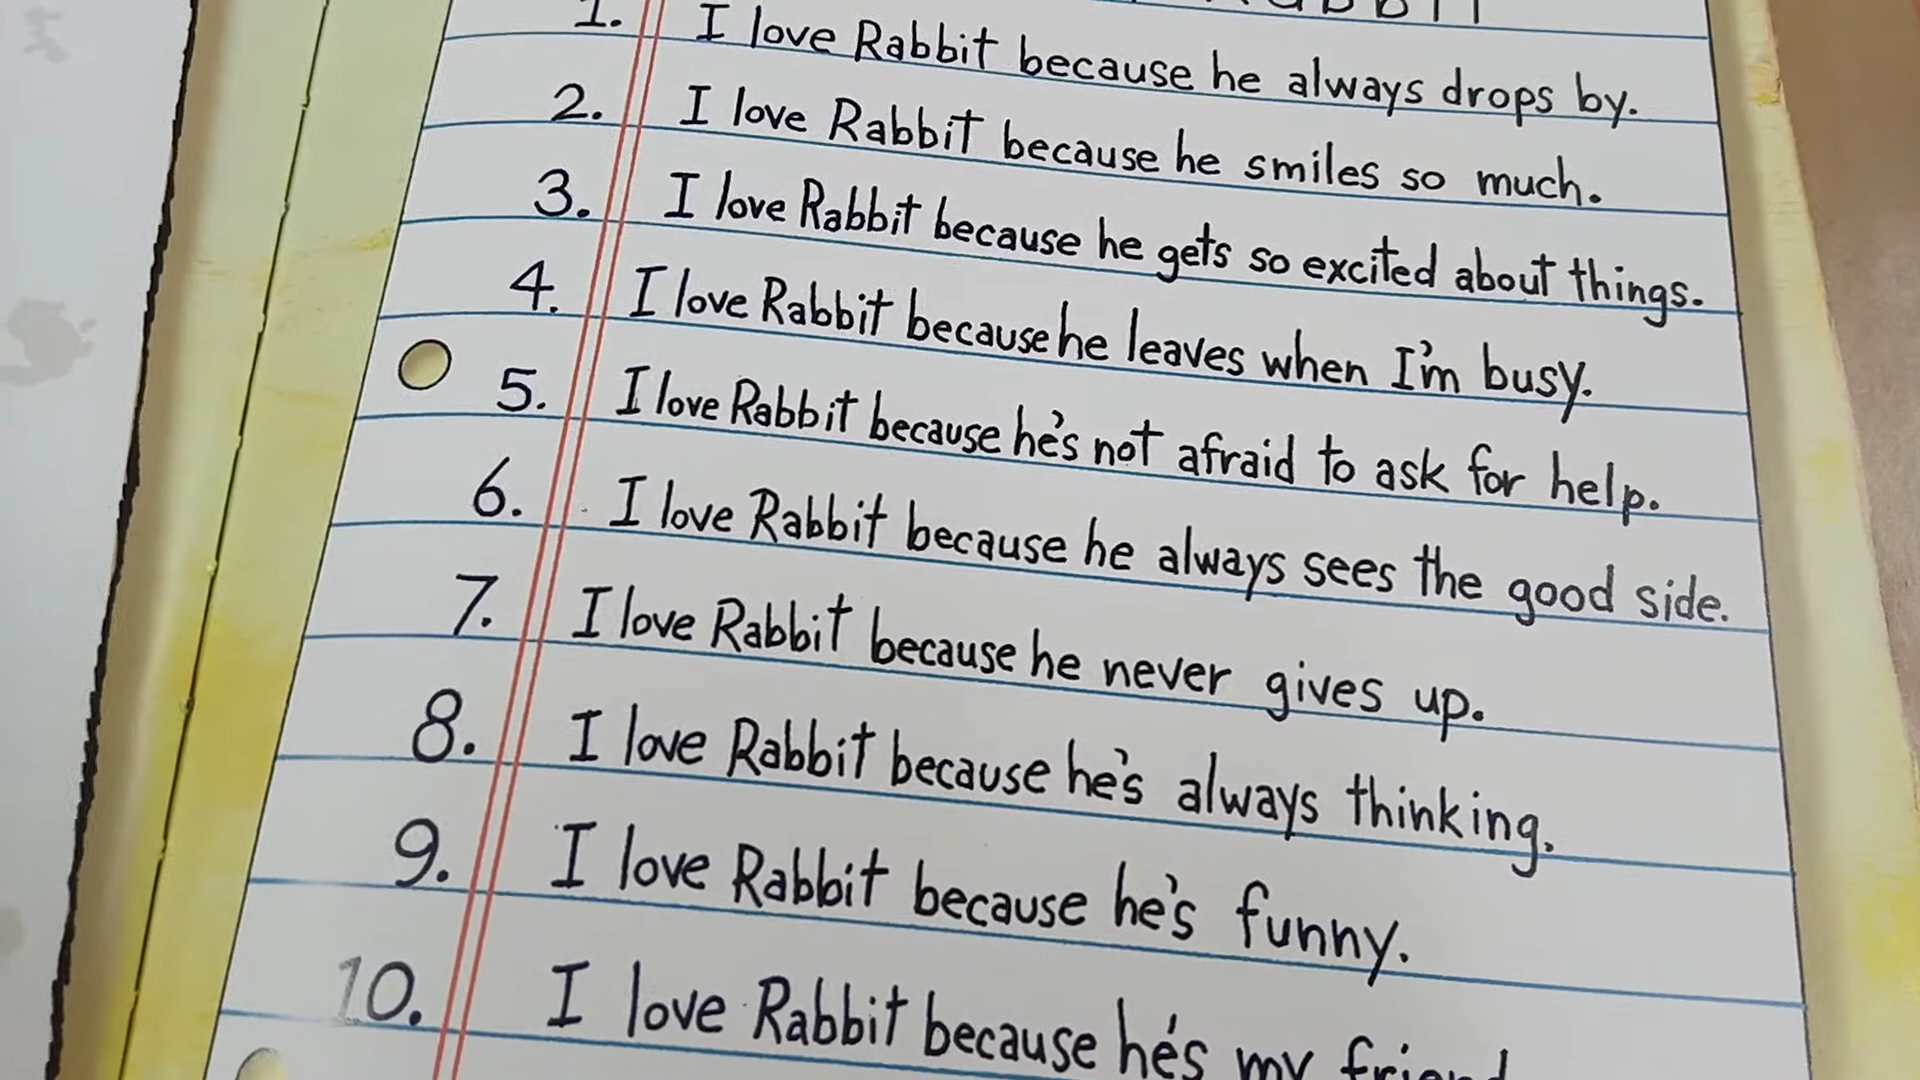 1. I love Rabbit because he always drops by.
2. I love Rabbit because he smiles so much.
3. I love Rabbit because he gets so excited about things.
4. I love Rabbit because he leaves when I'm busy.
5. I love Rabbit because he's not afraid to ask for help.
6. I love Rabbit because he always sees the good side.
7. I love Rabbit because he never gives up.
8. I love Rabbit because he's always thinking.
9. I love Rabbit because he's funny.
10. I love Rabbit because he's my friend